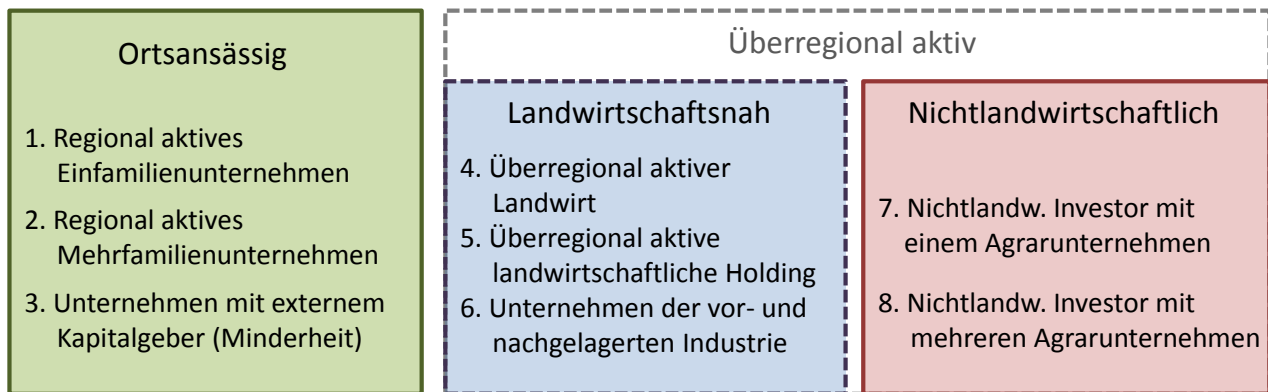 Ortsansässig
1. Regional aktives
Einfamilienunternehmen
2. Regional aktives
Mehrfamilienunternehmen
3. Unternehmen mit externem
Kapitalgeber (Minderheit)
Überregional aktiv
Landwirtschaftsnah
4. Überregional aktiver
Landwirt
5. Überregional aktive
landwirtschaftliche Holding
6. Unternehmen der vor- und
nachgelagerten Industrie
Nichtlandwirtschaftlich
7. Nichtlandw. Investor mit
einem Agrarunternehmen
8. Nichtlandw. Investor mit
mehreren Agrarunternehmen